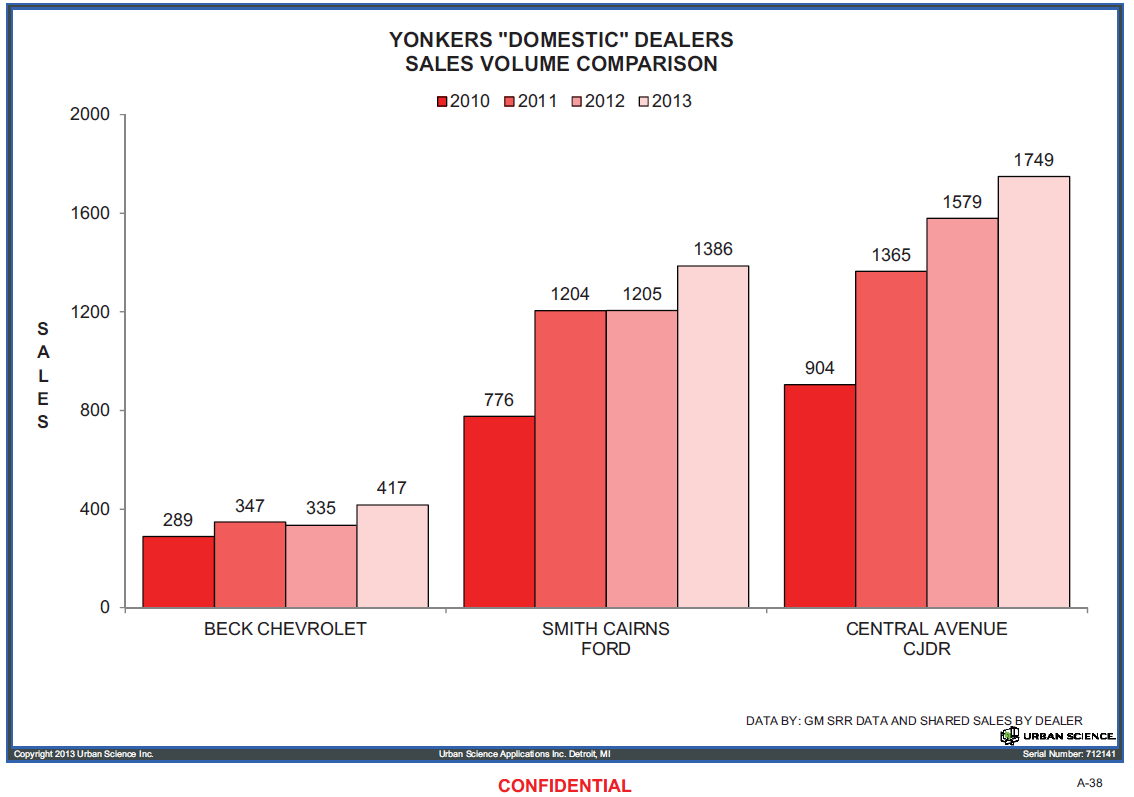 YONKERS "DOMESTIC" DEALERS
SALES VOLUME COMPARISON
2010 2011 2012 2013
2000
1600
1200
800
400
0
SALES
289
347
335
417
776
1204
1205
1386
904
1365
1579
1749
BECK CHEVROLET
SMITH CAIRNS
FORD
CENTRAL AVENUE
CJDR
DATA BY: GM SRR DATA AND SHARED SALES BY DEALER
URBAN SCIENCE.
Copyright 2013 Urban Science Inc.
Urban Science Applications Inc. Detroit, MI
Serial Number: 712141
CONFIDENTIAL
A-38